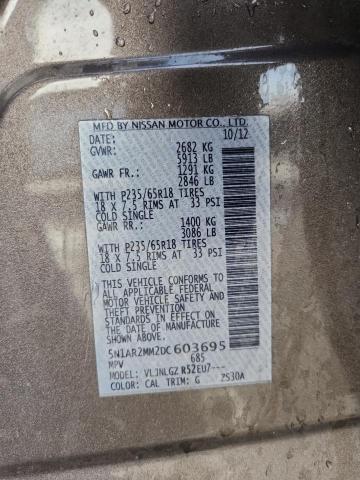 MFD BY NISSAN MOTOR CO., LTD.
DATE: 10/12
GVWR: 2682 KG
5913 LB
GAWR FR.: 1291 KG
2846 LB
WITH P235/65R18 TIRES
18 X 7.5 RIMS AT 33 PSI
COLD SINGLE
GAWR RR.: 1400 KG
3086 LB
WITH P235/65R18 TIRES
18 X 7.5 RIMS AT 33 PSI
COLD SINGLE
THIS VEHICLE CONFORMS TO
ALL APPLICABLE FEDERAL
MOTOR VEHICLE SAFETY AND
THEFT PREVENTION
STANDARDS IN EFFECT ON
THE DATE OF MANUFACTURE
SHOWN ABOVE.
5N1AR2MM2DC603695
MPV 685
MODEL: VLJNLGZ R52EU7---
COLOR: CAL TRIM: G ZS30A